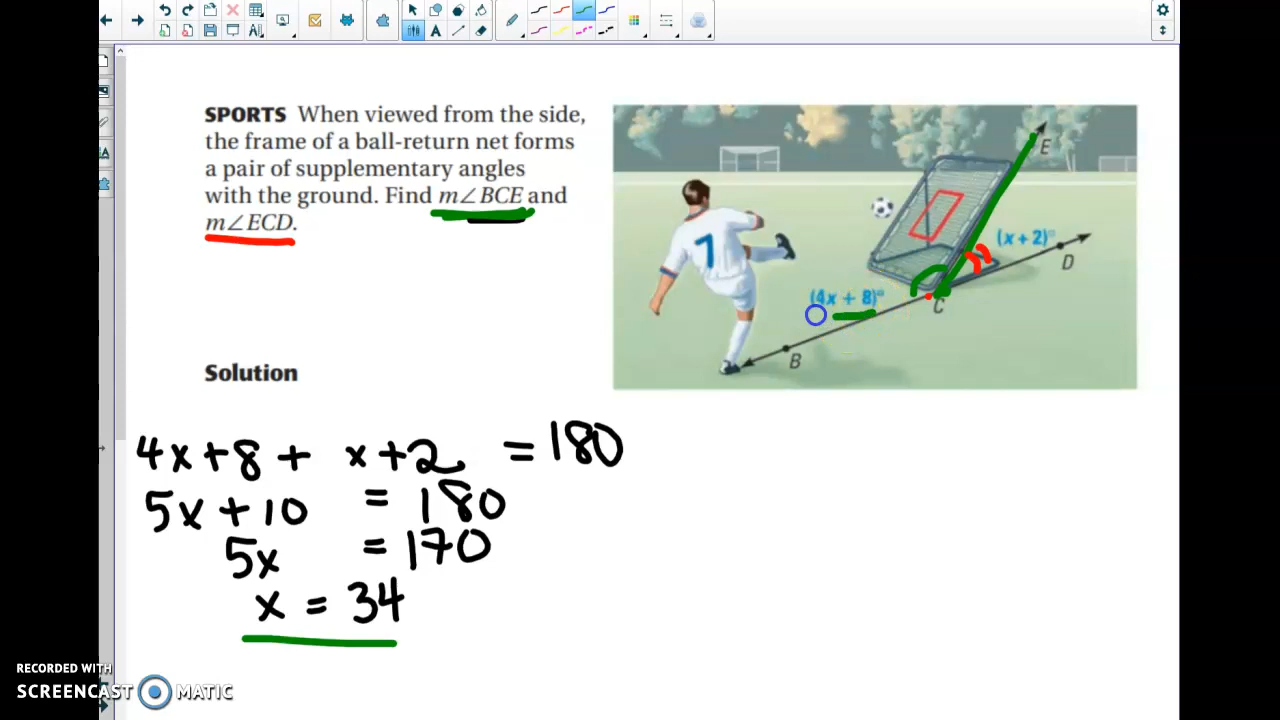 SPORTS When viewed from the side,
the frame of a ball-return net forms
a pair of supplementary angles
with the ground. Find m∠BCE and
m∠ECD.
E
(x + 2)°
D
7
(4x + 8)°
C
B
Solution
4x+8 + x+2 = 180
5x + 10 = 180
5x = 170
x = 34
RECORDED WITH
SCREENCAST MATIC